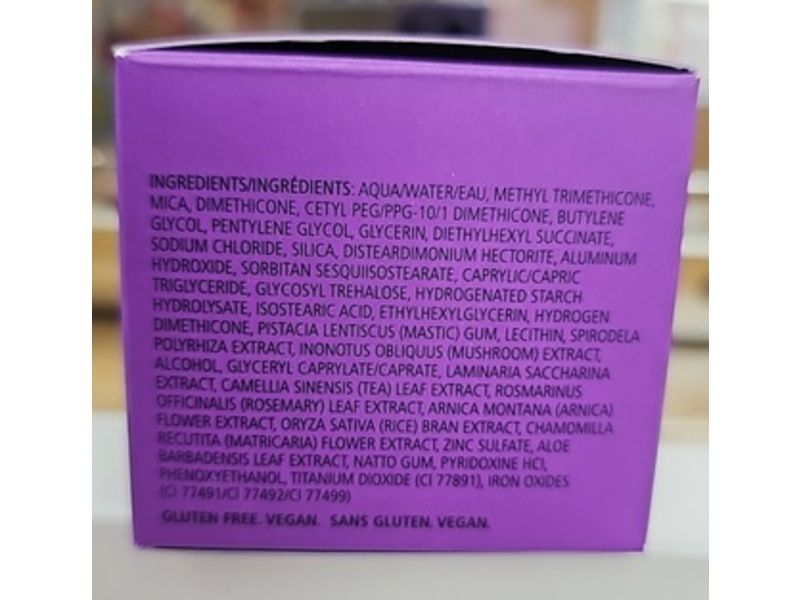 INGREDIENTS/INGRÉDIENTS: AQUA/WATER/EAU, METHYL TRIMETHICONE,
MICA, DIMETHICONE, CETYL PEG/PPG-10/1 DIMETHICONE, BUTYLENE
GLYCOL, PENTYLENE GLYCOL, GLYCERIN, DIETHYLHEXYL SUCCINATE,
SODIUM CHLORIDE, SILICA, DISTEARDIMONIUM HECTORITE, ALUMINUM
HYDROXIDE, SORBITAN SESQUIISOSTEARATE, CAPRYLIC/CAPRIC
TRIGLYCERIDE, GLYCOSYL TREHALOSE, HYDROGENATED STARCH
HYDROLYSATE, ISOSTEARIC ACID, ETHYLHEXYLGLYCERIN, HYDROGEN
DIMETHICONE, PISTACIA LENTISCUS (MASTIC) GUM, LECITHIN, SPIRODELA
POLYRHIZA EXTRACT, INONOTUS OBLIQUUS (MUSHROOM) EXTRACT,
ALCOHOL, GLYCERYL CAPRYLATE/CAPRATE, LAMINARIA SACCHARINA
EXTRACT, CAMELLIA SINENSIS (TEA) LEAF EXTRACT, ROSMARINUS
OFFICINALIS (ROSEMARY) LEAF EXTRACT, ARNICA MONTANA (ARNICA)
FLOWER EXTRACT, ORYZA SATIVA (RICE) BRAN EXTRACT, CHAMOMILLA
RECUTITA (MATRICARIA) FLOWER EXTRACT, ZINC SULFATE, ALOE
BARBADENSIS LEAF EXTRACT, NATTO GUM, PYRIDOXINE HCI,
PHENOXYETHANOL, TITANIUM DIOXIDE (CI 77891), IRON OXIDES
(CI 77491/CI 77492/CI 77499)
GLUTEN FREE. VEGAN. SANS GLUTEN. VEGAN.